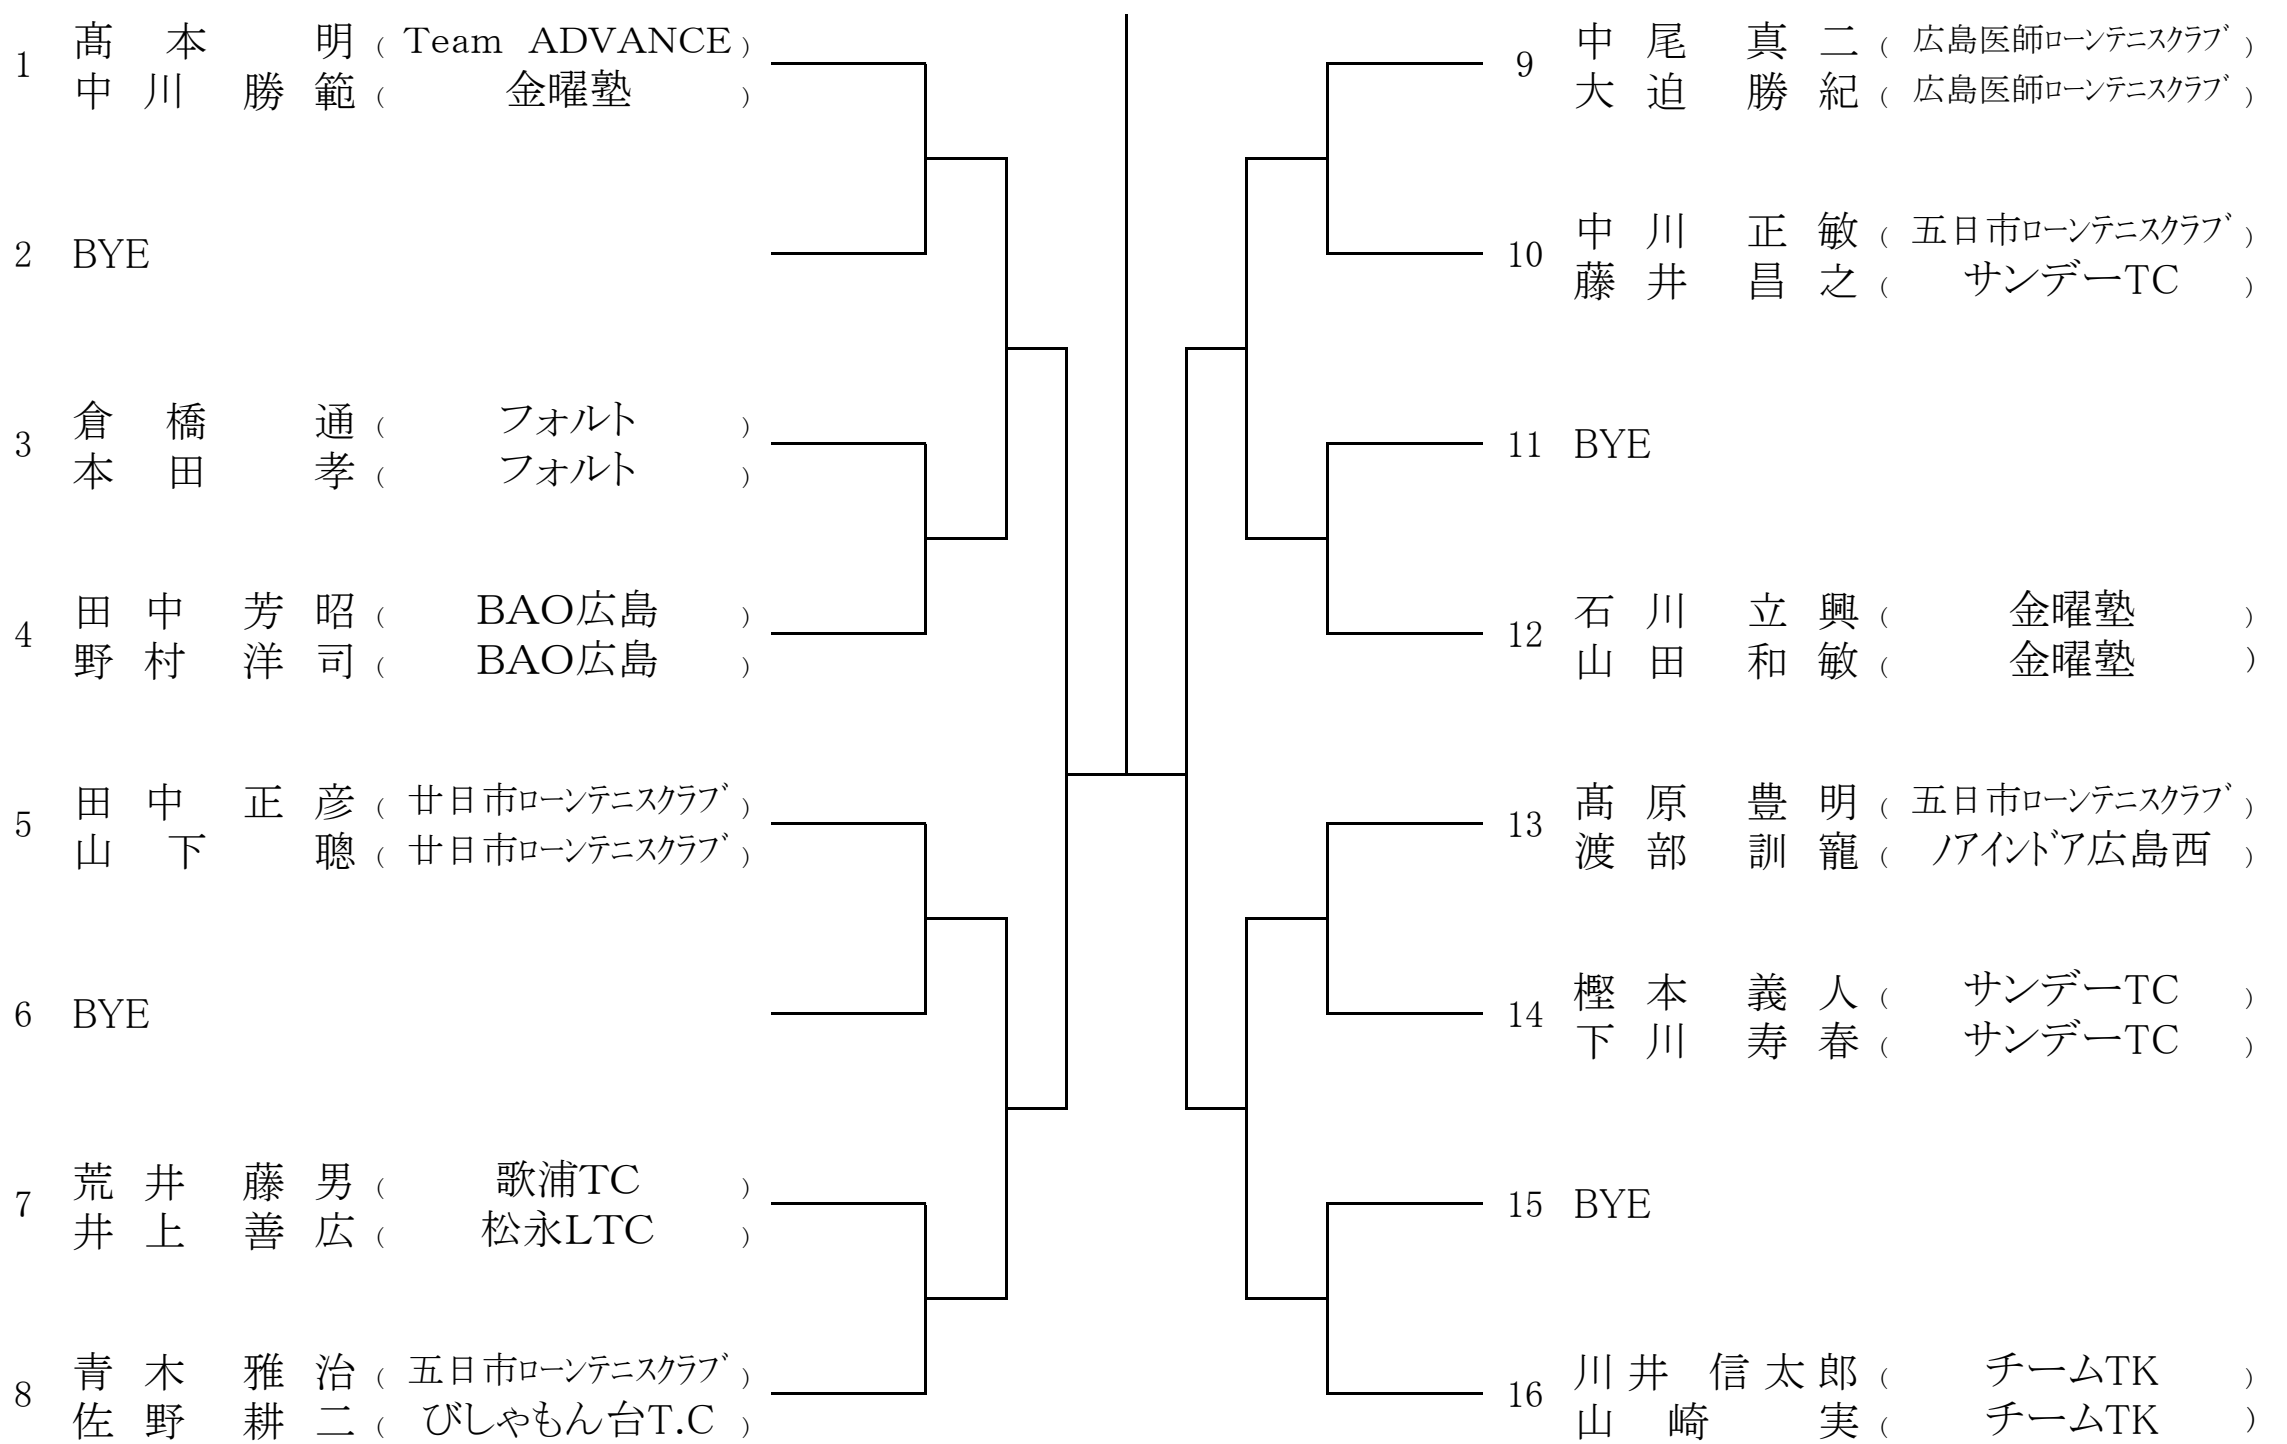 1 髙本 明 ( Team ADVANCE )
中川 勝範 ( 金曜塾 )
2 BYE
3 倉橋 通 ( フォルト )
本田 孝 ( フォルト )
4 田中 芳昭 ( BAO広島 )
野村 洋司 ( BAO広島 )
5 田中 正彦 ( 廿日市ローンテニスクラブ )
山下 聰 ( 廿日市ローンテニスクラブ )
6 BYE
7 荒井 藤男 ( 歌浦TC )
井上 善広 ( 松永LTC )
8 青木 雅治 ( 五日市ローンテニスクラブ )
佐野 耕二 ( びしゃもん台T.C )
9 中尾 真二 ( 広島医師ローンテニスクラブ )
大迫 勝紀 ( 広島医師ローンテニスクラブ )
10 中川 正敏 ( 五日市ローンテニスクラブ )
藤井 昌之 ( サンデーTC )
11 BYE
12 石川 立興 ( 金曜塾 )
山田 和敏 ( 金曜塾 )
13 髙原 豊明 ( 五日市ローンテニスクラブ )
渡部 訓寵 ( ノアインドア広島西 )
14 樫本 義人 ( サンデーTC )
下川 寿春 ( サンデーTC )
15 BYE
16 川井 信太郎 ( チームTK )
山崎 実 ( チームTK )